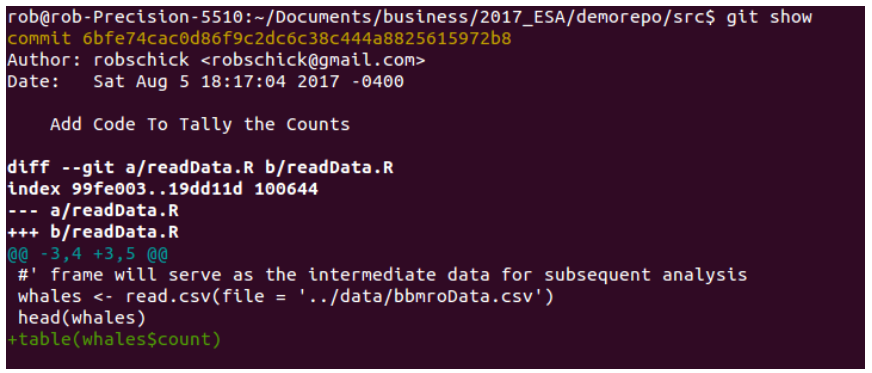 rob@rob-Precision-5510:~/Documents/business/2017_ESA/demorepo/src$ git show
commit 6bfe74cac0d86f9c2dc6c38c444a8825615972b8
Author: robschick <robschick@gmail.com>
Date:   Sat Aug 5 18:17:04 2017 -0400

    Add Code To Tally the Counts

diff --git a/readData.R b/readData.R
index 99fe003..19dd11d 100644
--- a/readData.R
+++ b/readData.R
@@ -3,4 +3,5 @@
 #' frame will serve as the intermediate data for subsequent analysis
 whales <- read.csv(file = '../data/bbmroData.csv')
 head(whales)
+table(whales$count)